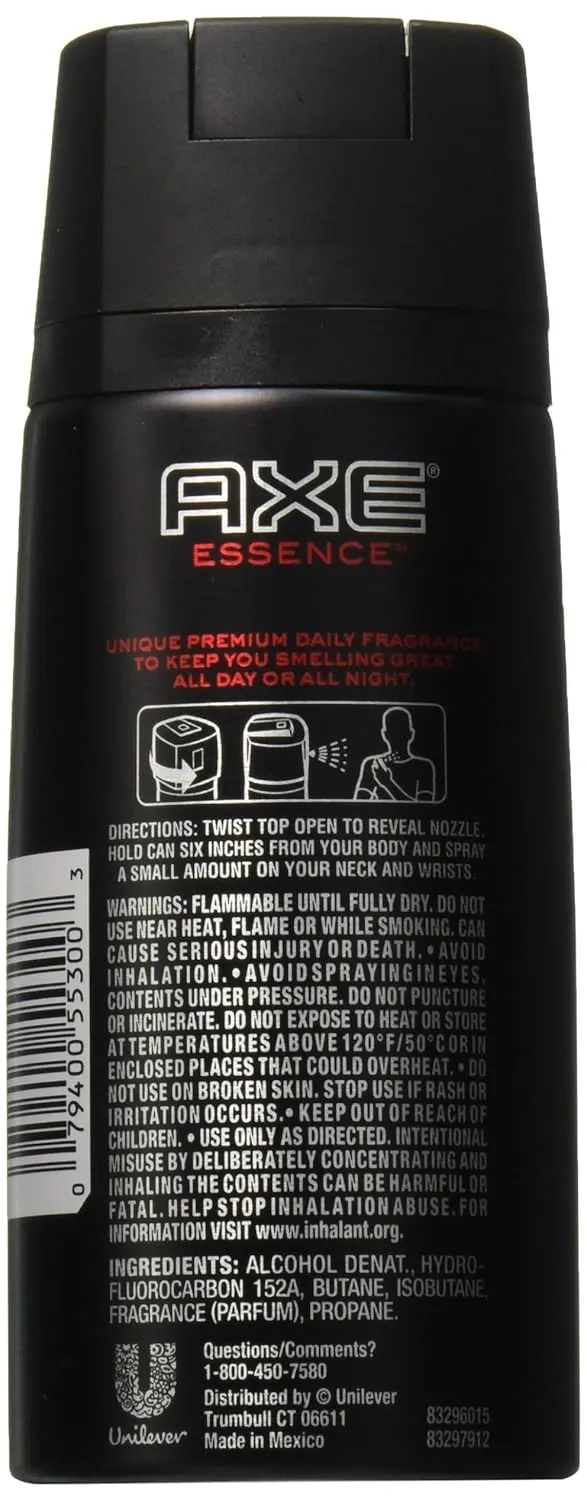 AXE®
ESSENCE™
UNIQUE PREMIUM DAILY FRAGRANCE
TO KEEP YOU SMELLING GREAT
ALL DAY OR ALL NIGHT.
DIRECTIONS: TWIST TOP OPEN TO REVEAL NOZZLE.
HOLD CAN SIX INCHES FROM YOUR BODY AND SPRAY
A SMALL AMOUNT ON YOUR NECK AND WRISTS.
WARNINGS: FLAMMABLE UNTIL FULLY DRY. DO NOT
USE NEAR HEAT, FLAME OR WHILE SMOKING. CAN
CAUSE SERIOUS INJURY OR DEATH. • AVOID
INHALATION. • AVOID SPRAYING IN EYES.
CONTENTS UNDER PRESSURE. DO NOT PUNCTURE
OR INCINERATE. DO NOT EXPOSE TO HEAT OR STORE
AT TEMPERATURES ABOVE 120°F/50°C OR IN
ENCLOSED PLACES THAT COULD OVERHEAT. • DO
NOT USE ON BROKEN SKIN. STOP USE IF RASH OR
IRRITATION OCCURS. • KEEP OUT OF REACH OF
CHILDREN. • USE ONLY AS DIRECTED. INTENTIONAL
MISUSE BY DELIBERATELY CONCENTRATING AND
INHALING THE CONTENTS CAN BE HARMFUL OR
FATAL. HELP STOP INHALATION ABUSE. FOR
INFORMATION VISIT www.inhalant.org.
INGREDIENTS: ALCOHOL DENAT., HYDRO-
FLUOROCARBON 152A, BUTANE, ISOBUTANE,
FRAGRANCE (PARFUM), PROPANE.
Questions/Comments?
1-800-450-7580
Distributed by © Unilever
Trumbull CT 06611
Made in Mexico
Unilever
83296015
83297912
0 79400 55300 3